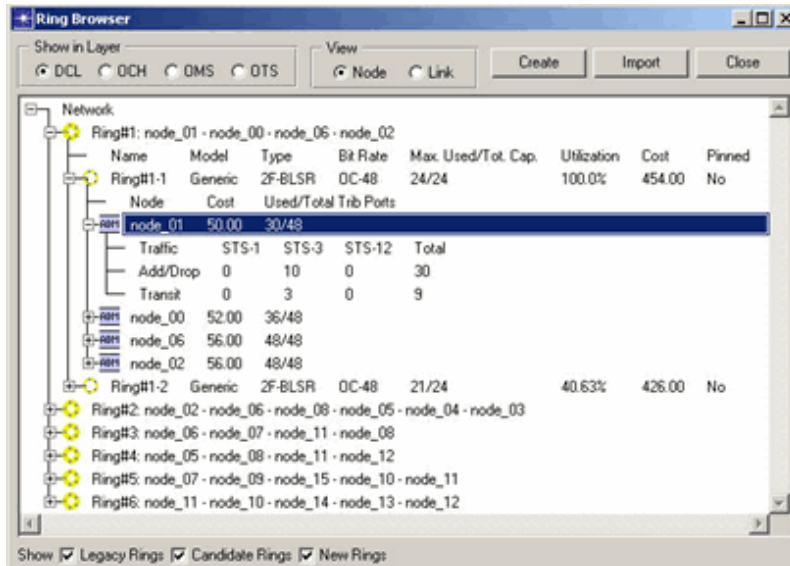 Ring Browser
Show in Layer
View
DCL OCH OMS OTS
Node Link
Create Import Close
Network
Ring#1: node_01 - node_00 - node_06 - node_02
Name Model Type Bit Rate Max. Used/Tot. Cap. Utilization Cost Pinned
Ring#1-1 Generic 2F-BLSR OC-48 24/24 100.0% 454.00 No
Node Cost Used/Total Trib Ports
ADM node_01 50.00 30/48
Traffic STS-1 STS-3 STS-12 Total
Add/Drop 0 10 0 30
Transit 0 3 0 9
ADM node_00 52.00 36/48
ADM node_06 56.00 48/48
ADM node_02 56.00 48/48
Ring#1-2 Generic 2F-BLSR OC-48 21/24 40.63% 426.00 No
Ring#2: node_02 - node_06 - node_08 - node_05 - node_04 - node_03
Ring#3: node_06 - node_07 - node_11 - node_08
Ring#4: node_05 - node_08 - node_11 - node_12
Ring#5: node_07 - node_09 - node_15 - node_10 - node_11
Ring#6: node_11 - node_10 - node_14 - node_13 - node_12
Show Legacy Rings Candidate Rings New Rings